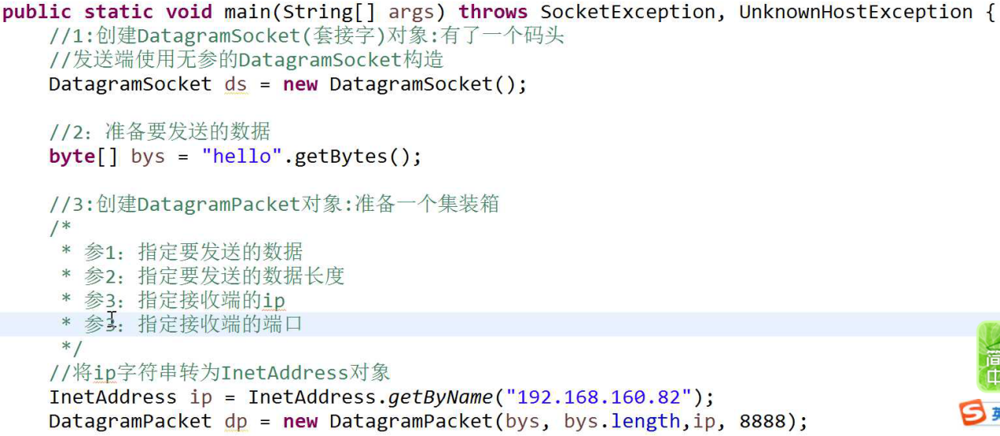 public static void main(String[] args) throws SocketException, UnknownHostException {
//1:创建DatagramSocket(套接字)对象:有了一个码头
//发送端使用无参的DatagramSocket构造
DatagramSocket ds = new DatagramSocket();
//2：准备要发送的数据
byte[] bys = "hello".getBytes();
//3:创建DatagramPacket对象:准备一个集装箱
/*
* 参1：指定要发送的数据
* 参2：指定要发送的数据长度
* 参3：指定接收端的ip
* 参3：指定接收端的端口
*/
//将ip字符串转为InetAddress对象
InetAddress ip = InetAddress.getByName("192.168.160.82");
DatagramPacket dp = new DatagramPacket(bys, bys.length,ip, 8888);
简
中
S